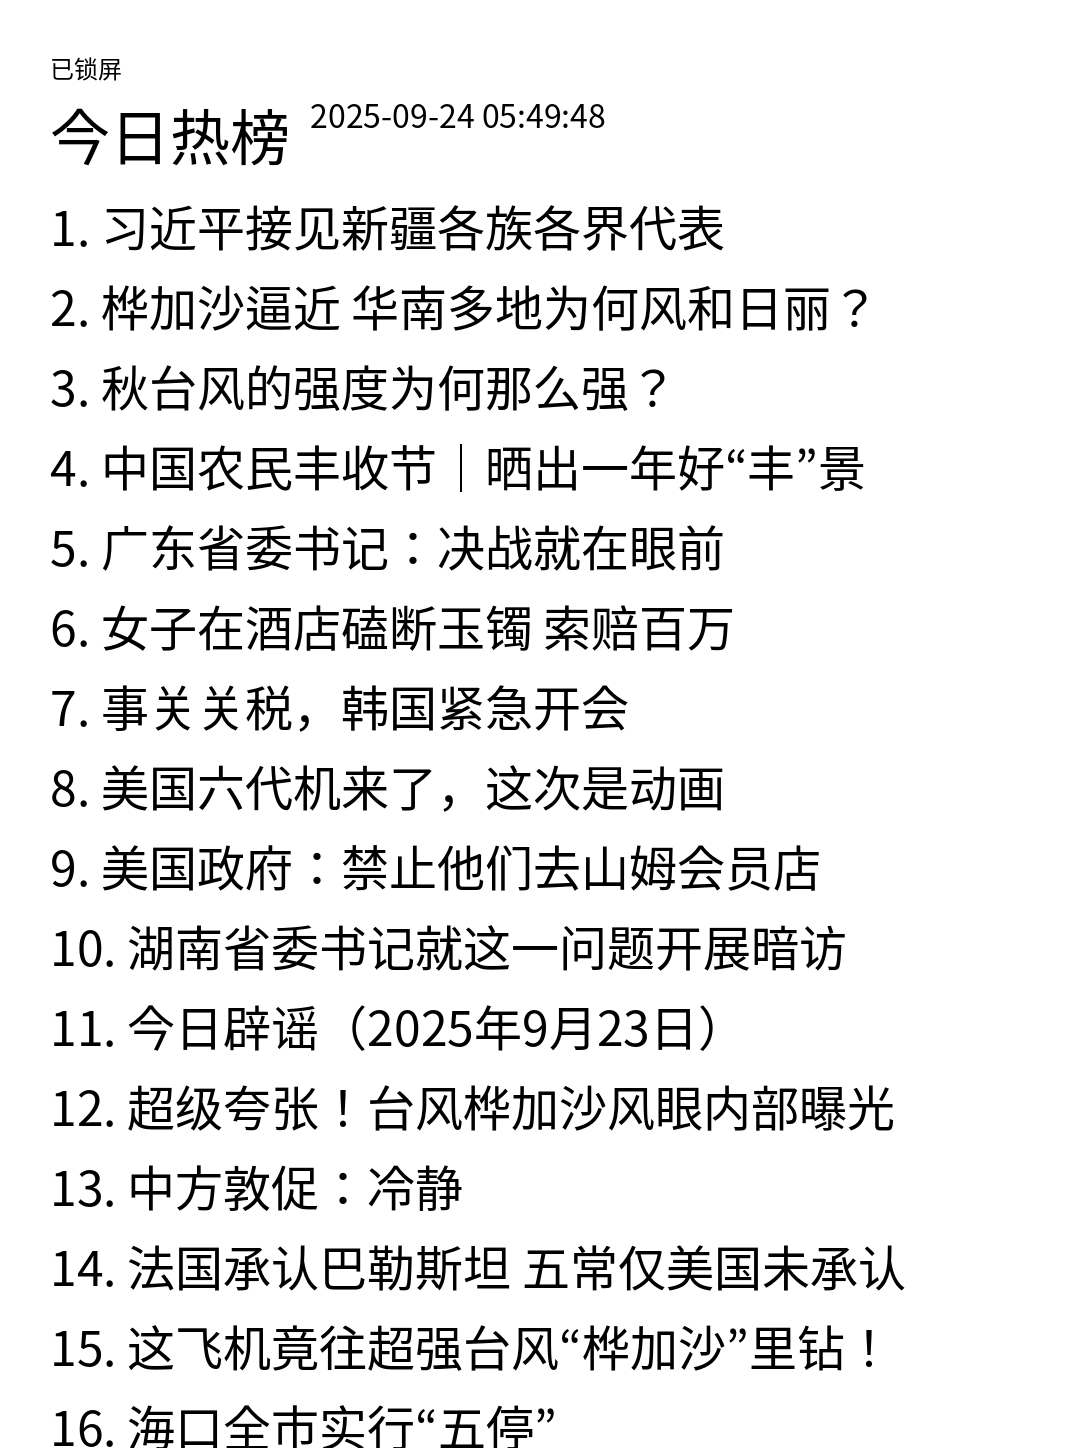 已锁屏
今日热榜 2025-09-24 05:49:48
1. 习近平接见新疆各族各界代表
2. 桦加沙逼近 华南多地为何风和日丽？
3. 秋台风的强度为何那么强？
4. 中国农民丰收节｜晒出一年好“丰”景
5. 广东省委书记：决战就在眼前
6. 女子在酒店磕断玉镯 索赔百万
7. 事关关税，韩国紧急开会
8. 美国六代机来了，这次是动画
9. 美国政府：禁止他们去山姆会员店
10. 湖南省委书记就这一问题开展暗访
11. 今日辟谣（2025年9月23日）
12. 超级夸张！台风桦加沙风眼内部曝光
13. 中方敦促：冷静
14. 法国承认巴勒斯坦 五常仅美国未承认
15. 这飞机竟往超强台风“桦加沙”里钻！
16. 海口全市实行“五停”